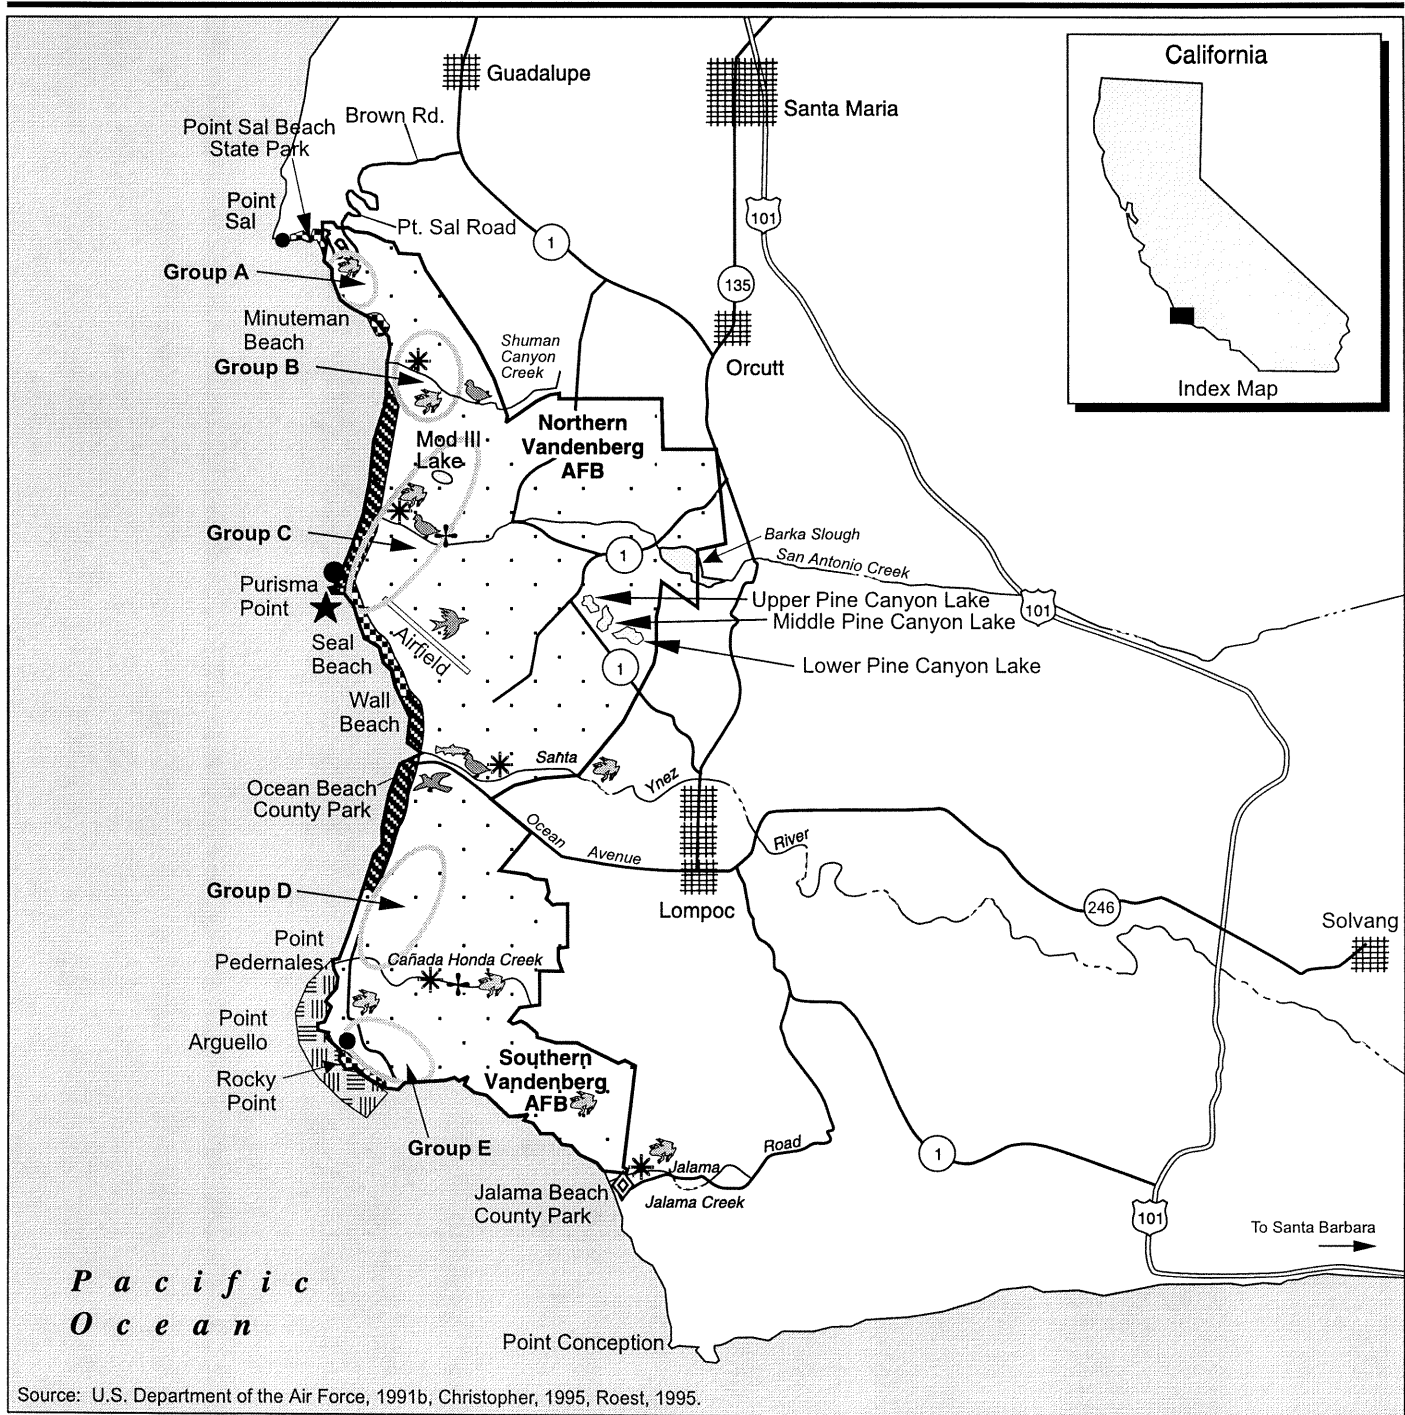 Guadalupe
Santa Maria
California
Index Map
Brown Rd.
Point Sal Beach
State Park
Point
Sal
Pt. Sal Road
1
101
Group A
135
Minuteman
Beach
Orcutt
Shuman
Canyon
Creek
Group B
Northern
Vandenberg
AFB
Mod III
Lake
Group C
1
Barka Slough
San Antonio Creek
Purisma
Point
Upper Pine Canyon Lake
Middle Pine Canyon Lake
101
Seal
Beach
Airfield
1
Lower Pine Canyon Lake
Wall
Beach
Santa
Ynez
River
Ocean Beach
County Park
Ocean
Avenue
Group D
Lompoc
246
Solvang
Point
Pedernales
Cañada Honda Creek
Point
Arguello
Rocky
Point
Southern
Vandenberg
AFB
Group E
Jalama
Road
1
Jalama Beach
County Park
Jalama Creek
101
To Santa Barbara
Pacific
Ocean
Point Conception
Source: U.S. Department of the Air Force, 1991b, Christopher, 1995, Roest, 1995.